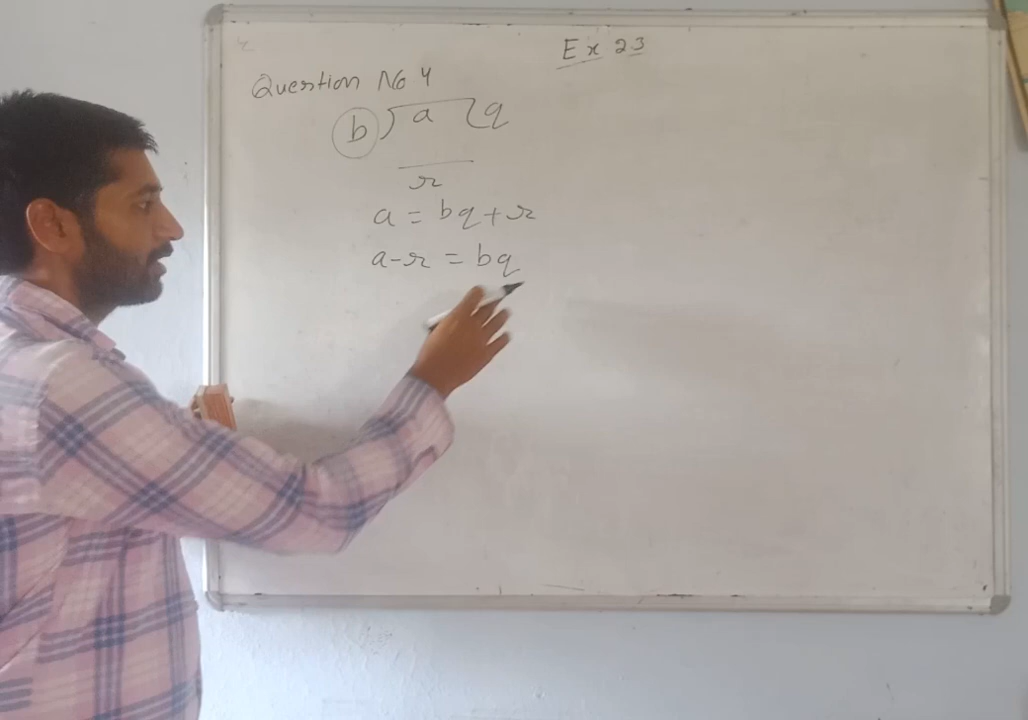 Ex 23
Question No 4
b) a ( q
r
a = bq + r
a - r = bq